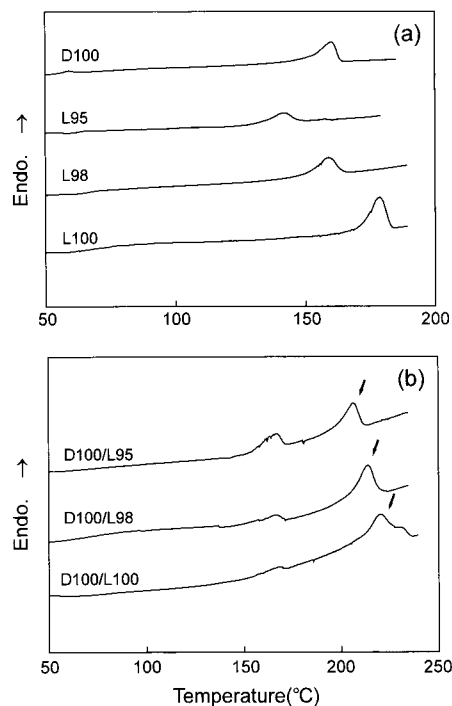 (a)
D100
L95
L98
L100
Endo. →
50 100 150 200
(b)
D100/L95
D100/L98
D100/L100
Endo. →
50 100 150 200 250
Temperature(℃)